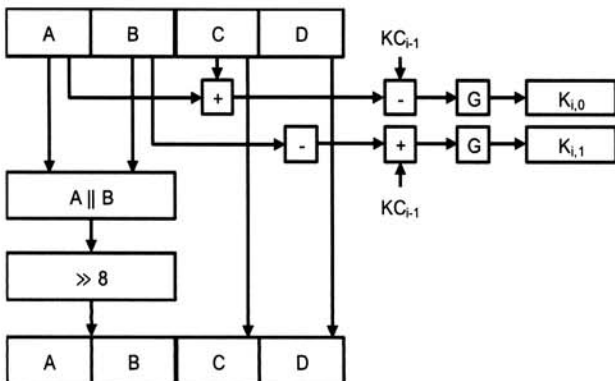 A B C D
KCi-1
+ - G Ki,0
- + G Ki,1
A || B
KCi-1
≫ 8
A B C D